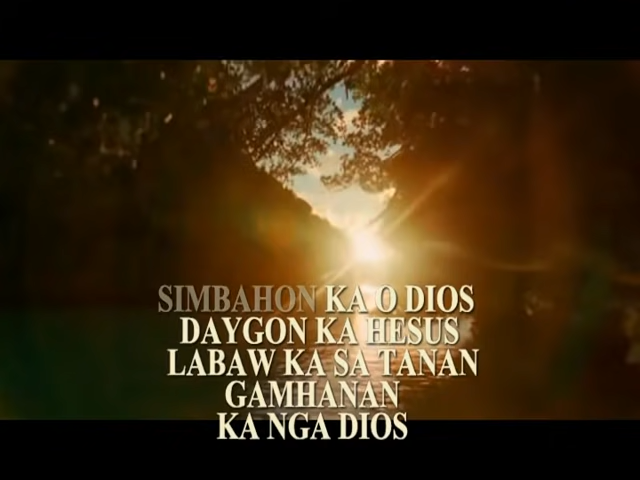 SIMBAHON KA O DIOS
DAYGON KA HESUS
LABAW KA SA TANAN
GAMHANAN
KA NGA DIOS